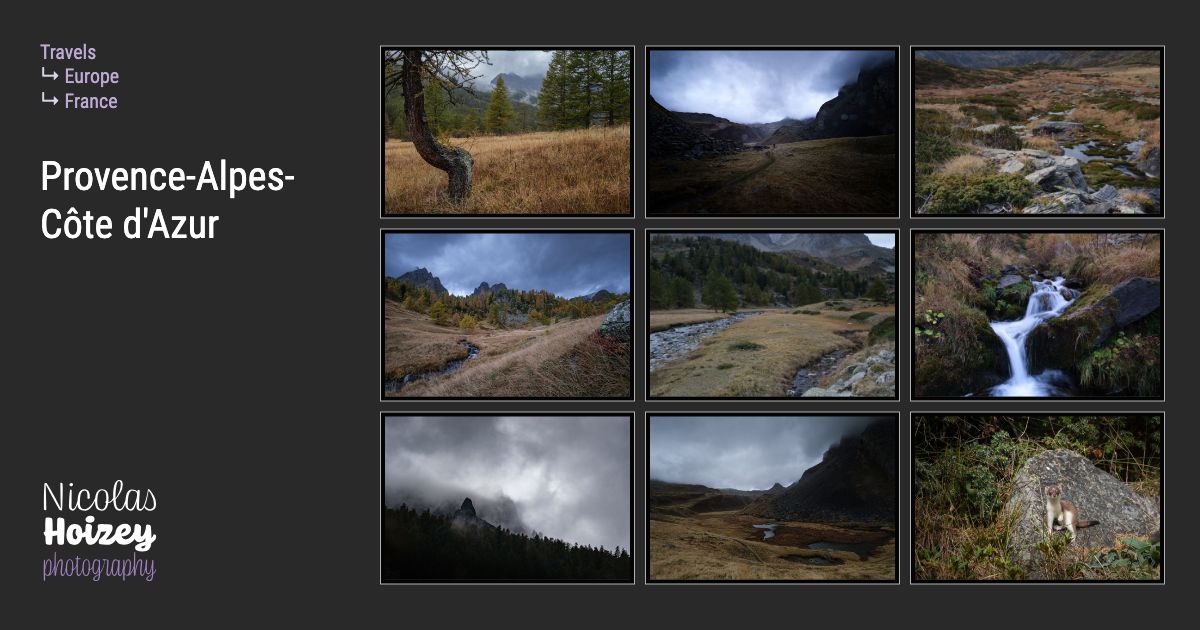 Travels
↳ Europe
↳ France
Provence-Alpes-
Côte d'Azur
Nicolas
Hoizey
photography